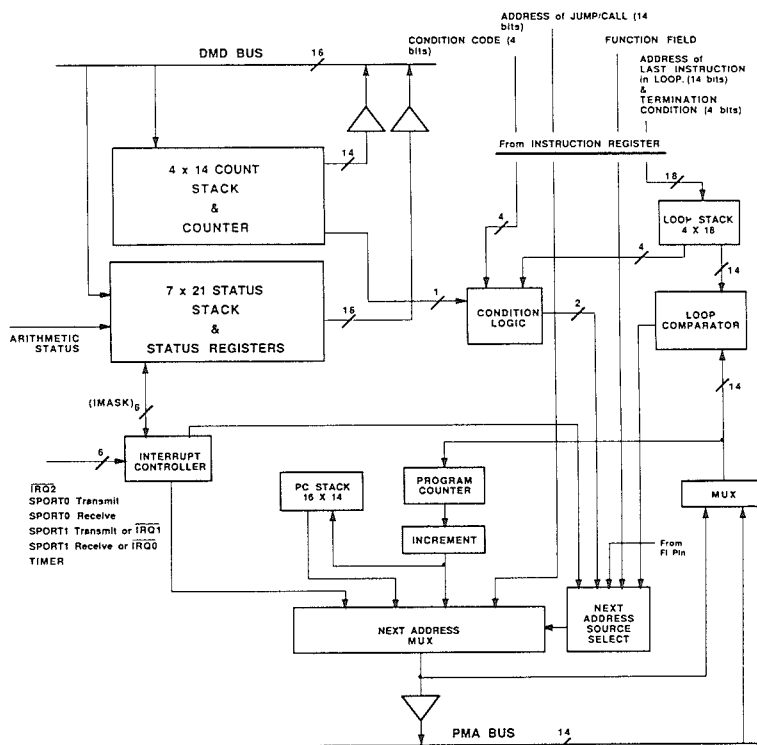 ADDRESS of JUMP/CALL (14
bits)
CONDITION CODE (4
bits)
FUNCTION FIELD
DMD BUS
16
ADDRESS of
LAST INSTRUCTION
in LOOP. (14 bits)
&
TERMINATION
CONDITION (4 bits)
From INSTRUCTION REGISTER
14
4 x 14 COUNT
STACK
&
COUNTER
18
LOOP STACK
4 X 18
4
4
14
7 x 21 STATUS
STACK
&
STATUS REGISTERS
16
1
CONDITION
LOGIC
2
LOOP
COMPARATOR
ARITHMETIC
STATUS
14
(IMASK)
6
6
INTERRUPT
CONTROLLER
IRQ2
SPORT0 Transmit
SPORT0 Receive
SPORT1 Transmit or IRQ1
SPORT1 Receive or IRQ0
TIMER
PC STACK
16 X 14
PROGRAM
COUNTER
INCREMENT
MUX
From
FI Pin
NEXT ADDRESS
MUX
NEXT
ADDRESS
SOURCE
SELECT
PMA BUS
14